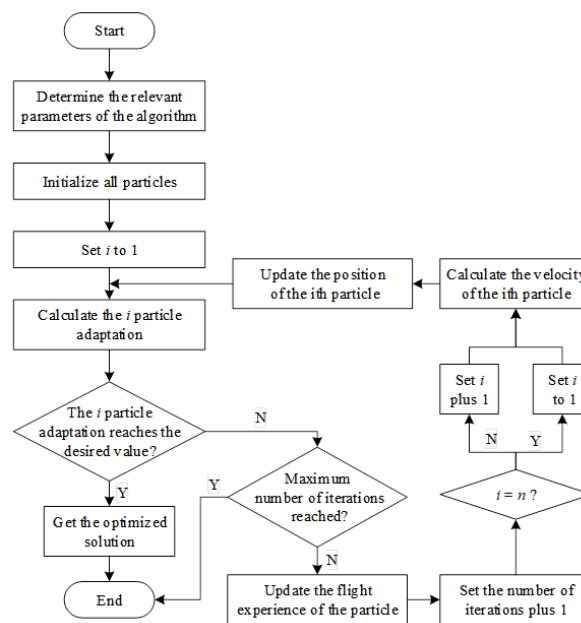 Start
Determine the relevant
parameters of the algorithm
Initialize all particles
Set i to 1
Update the position
of the ith particle
Calculate the velocity
of the ith particle
Calculate the i particle
adaptation
Set i
plus 1
Set i
to 1
The i particle
adaptation reaches the
desired value?
N
N
Y
Y
Maximum
number of iterations
reached?
i = n ?
Y
Get the optimized
solution
N
End
Update the flight
experience of the particle
Set the number of
iterations plus 1